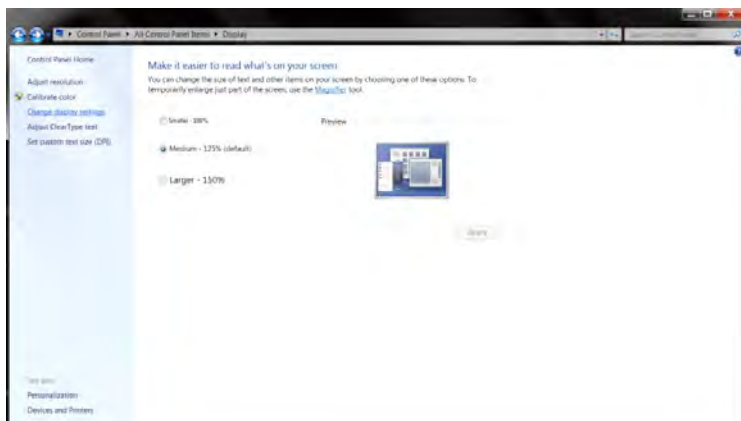 Control Panel ▸ All Control Panel Items ▸ Display
Control Panel Home
Adjust resolution
Calibrate color
Change display settings
Adjust ClearType text
Set custom text size (DPI)
Make it easier to read what's on your screen
You can change the size of text and other items on your screen by choosing one of these options. To
temporarily enlarge just part of the screen, use the Magnifier tool.
Smaller - 100%
Preview
Medium - 125% (default)
Larger - 150%
Apply
See also
Personalization
Devices and Printers